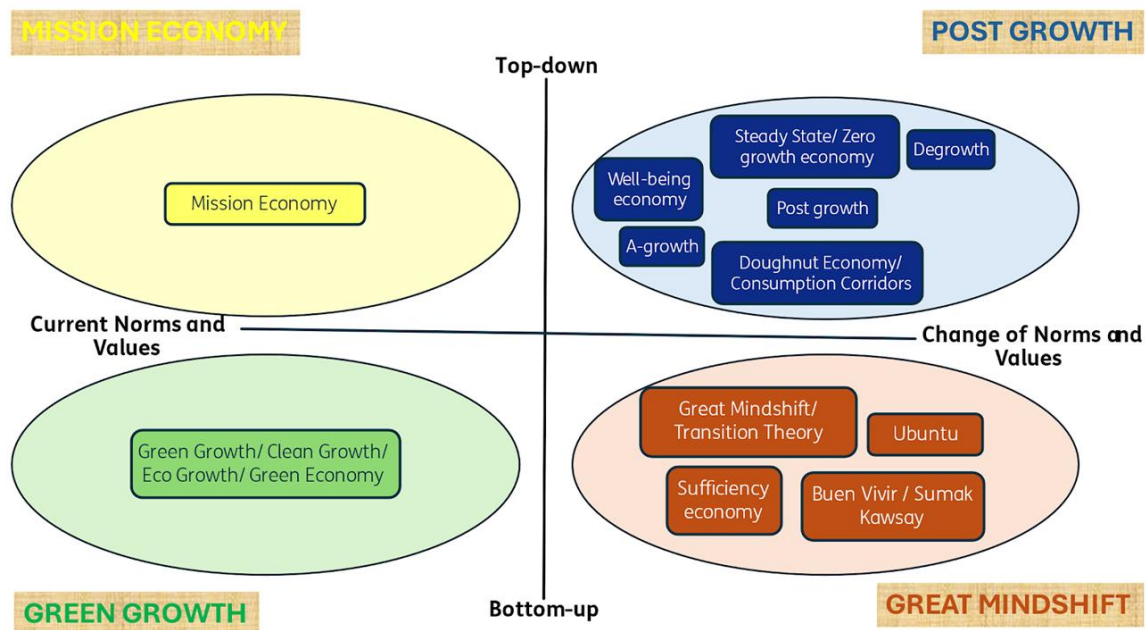 MISSION ECONOMY
POST GROWTH
Top-down
Mission Economy
Steady State/ Zero
growth economy
Degrowth
Well-being
economy
Post growth
A-growth
Doughnut Economy/
Consumption Corridors
Current Norms and
Values
Change of Norms and
Values
Green Growth/ Clean Growth/
Eco Growth/ Green Economy
Great Mindshift/
Transition Theory
Ubuntu
Sufficiency
economy
Buen Vivir / Sumak
Kawsay
Bottom-up
GREEN GROWTH
GREAT MINDSHIFT